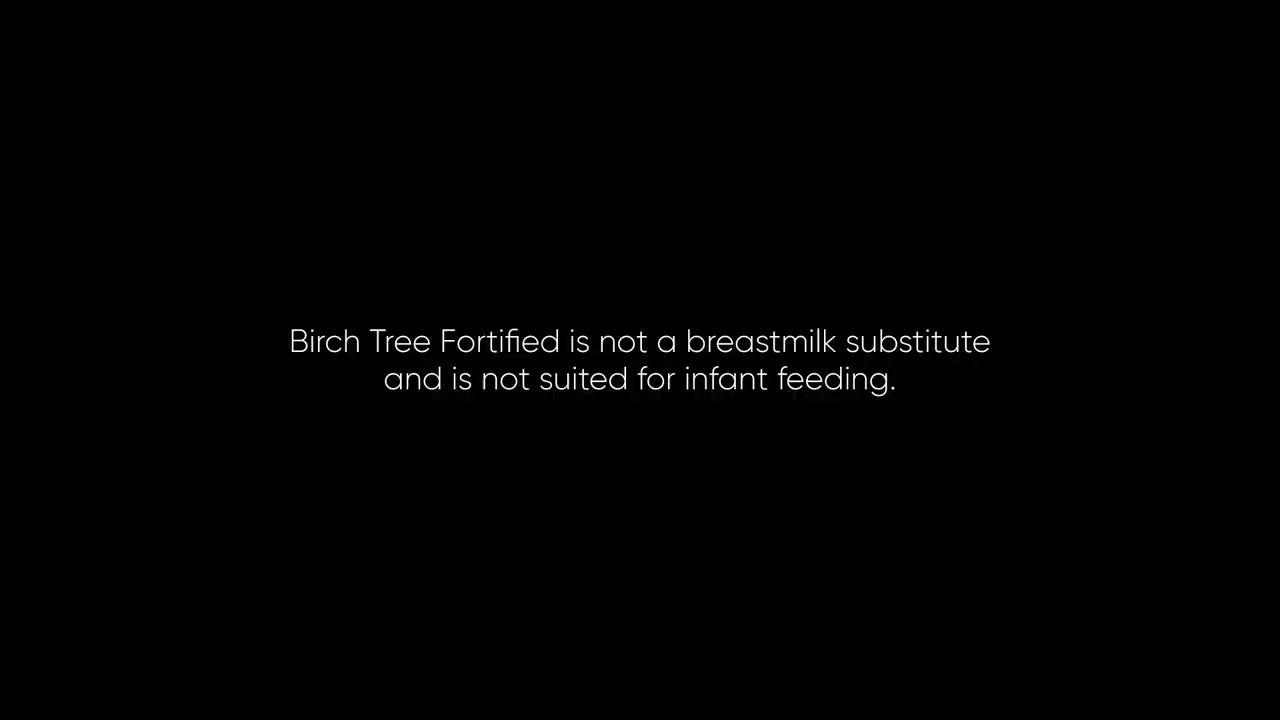 Birch Tree Fortified is not a breastmilk substitute
and is not suited for infant feeding.